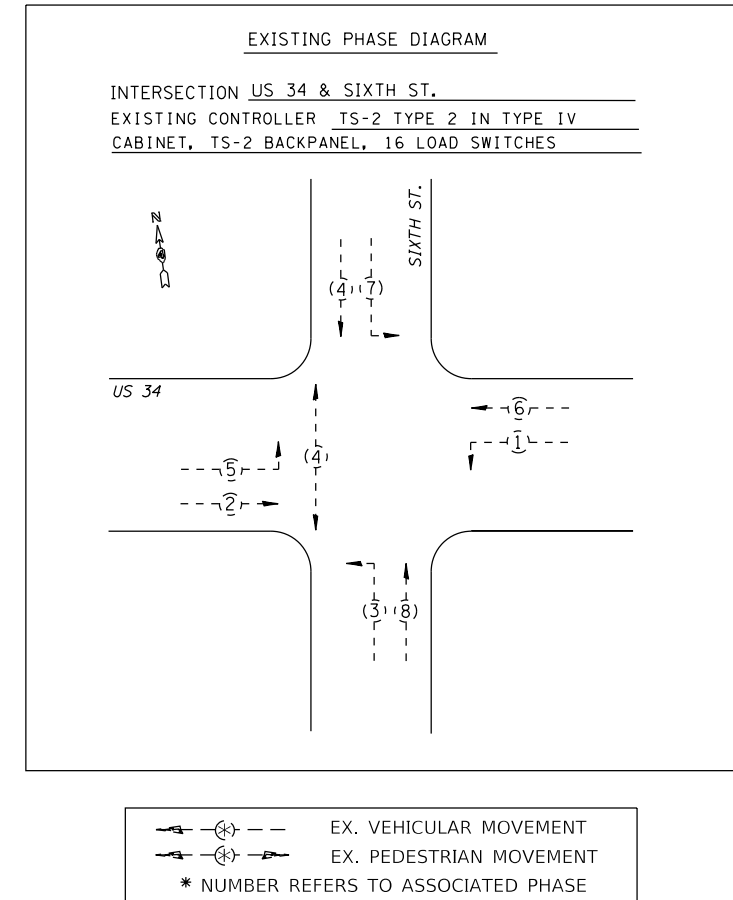 EXISTING PHASE DIAGRAM
INTERSECTION US 34 & SIXTH ST.
EXISTING CONTROLLER TS-2 TYPE 2 IN TYPE IV
CABINET, TS-2 BACKPANEL, 16 LOAD SWITCHES
N
SIXTH ST.
(4) (7)
US 34
(6)
(1)
(4)
(5)
(2)
(3) (8)
(*) EX. VEHICULAR MOVEMENT
(*) EX. PEDESTRIAN MOVEMENT
* NUMBER REFERS TO ASSOCIATED PHASE